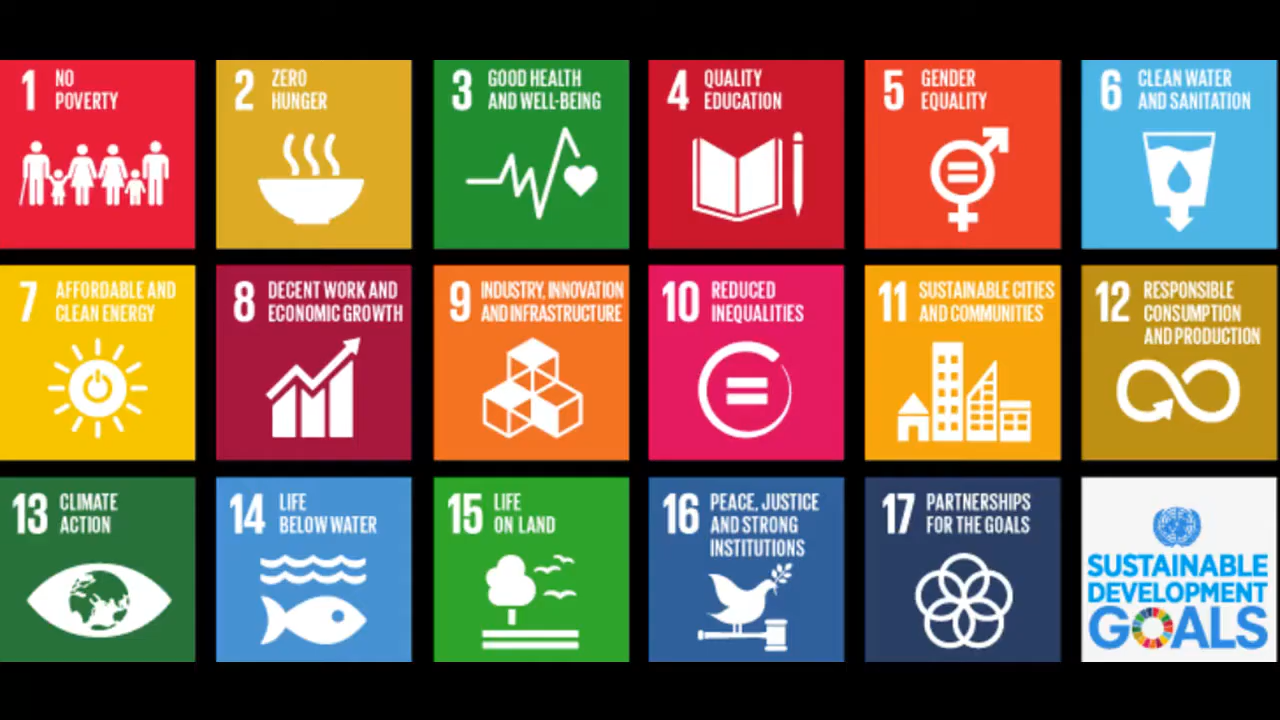 1 NO
POVERTY
2 ZERO
HUNGER
3 GOOD HEALTH
AND WELL-BEING
4 QUALITY
EDUCATION
5 GENDER
EQUALITY
6 CLEAN WATER
AND SANITATION
7 AFFORDABLE AND
CLEAN ENERGY
8 DECENT WORK AND
ECONOMIC GROWTH
9 INDUSTRY, INNOVATION
AND INFRASTRUCTURE
10 REDUCED
INEQUALITIES
11 SUSTAINABLE CITIES
AND COMMUNITIES
12 RESPONSIBLE
CONSUMPTION
AND PRODUCTION
13 CLIMATE
ACTION
14 LIFE
BELOW WATER
15 LIFE
ON LAND
16 PEACE, JUSTICE
AND STRONG
INSTITUTIONS
17 PARTNERSHIPS
FOR THE GOALS
SUSTAINABLE
DEVELOPMENT
GOALS